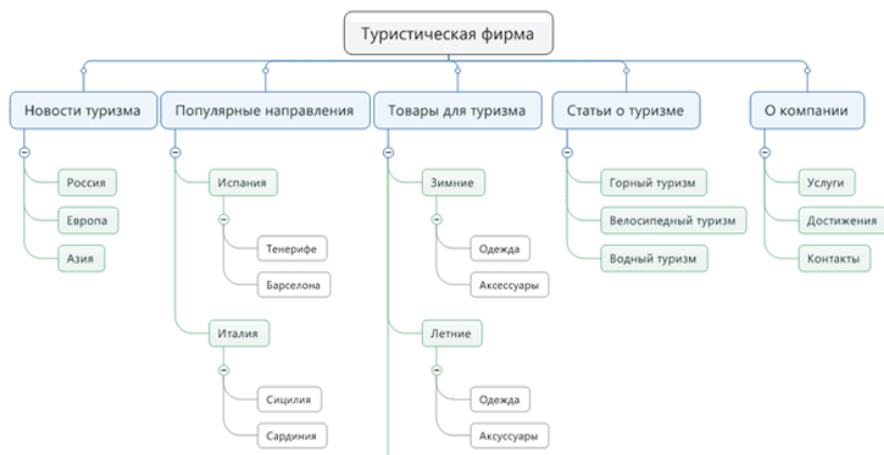 Туристическая фирма
Новости туризма
Популярные направления
Товары для туризма
Статьи о туризме
О компании
Россия
Европа
Азия
Испания
Тенерифе
Барселона
Италия
Сицилия
Сардиния
Зимние
Одежда
Аксессуары
Летние
Одежда
Аксуссуары
Горный туризм
Велосипедный туризм
Водный туризм
Услуги
Достижения
Контакты